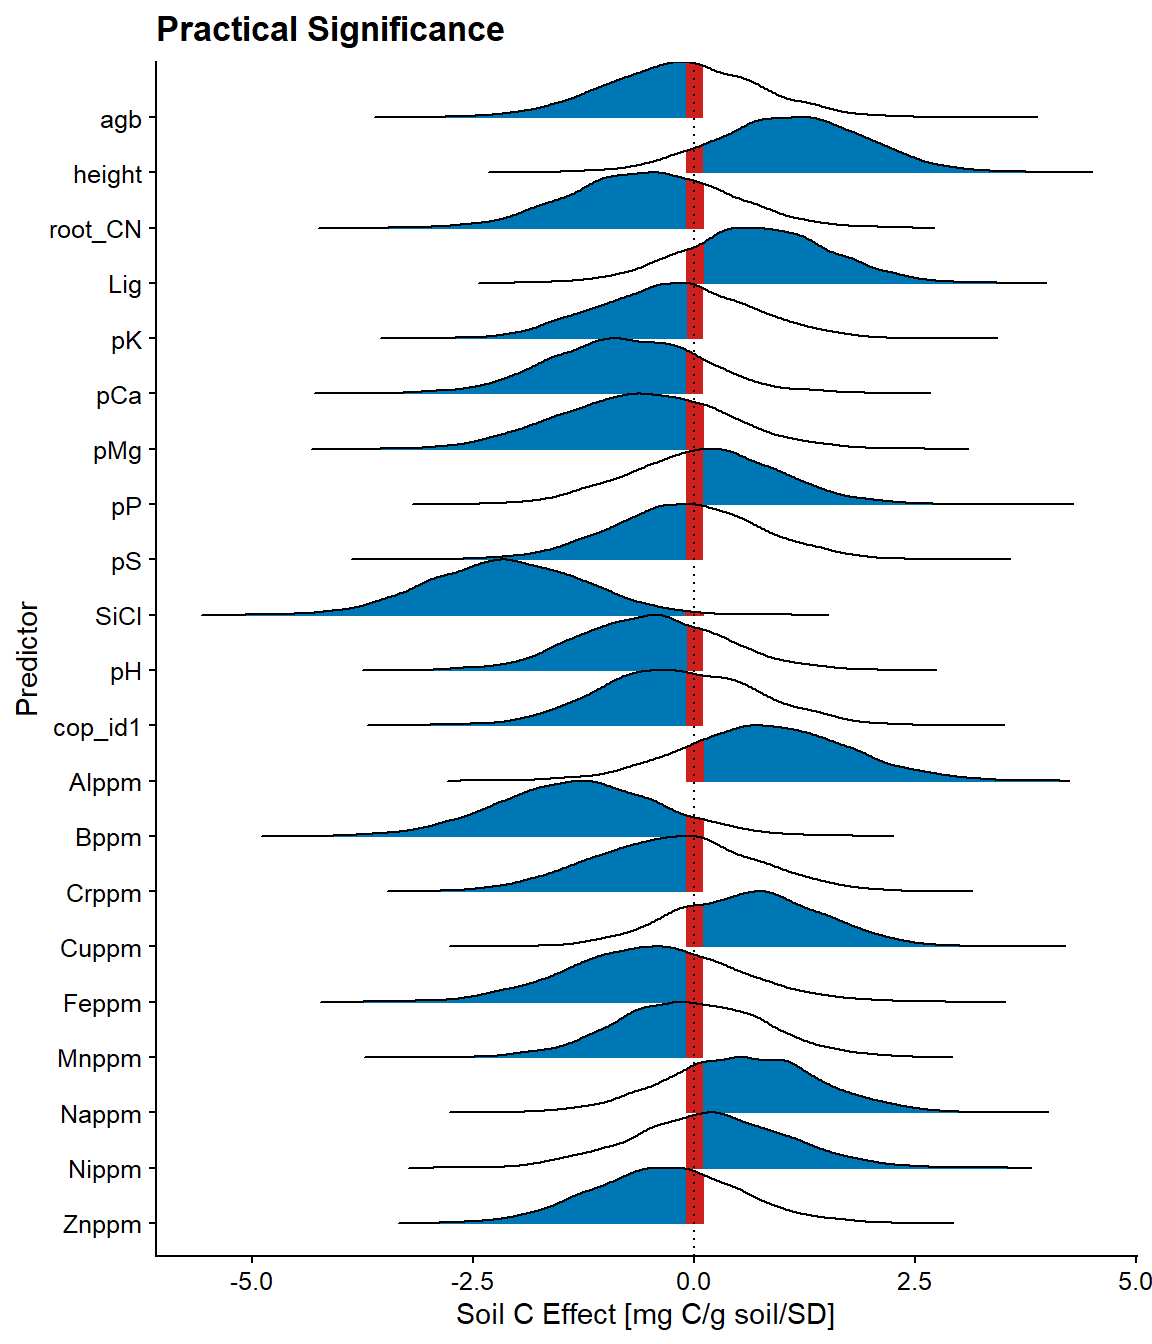 Practical Significance
agb
height
root_CN
Lig
pK
pCa
pMg
pP
pS
SiCl
pH
cop_id1
Alppm
Bppm
Crppm
Cuppm
Feppm
Mnppm
Nappm
Nippm
Znppm
Predictor
-5.0 -2.5 0.0 2.5 5.0
Soil C Effect [mg C/g soil/SD]